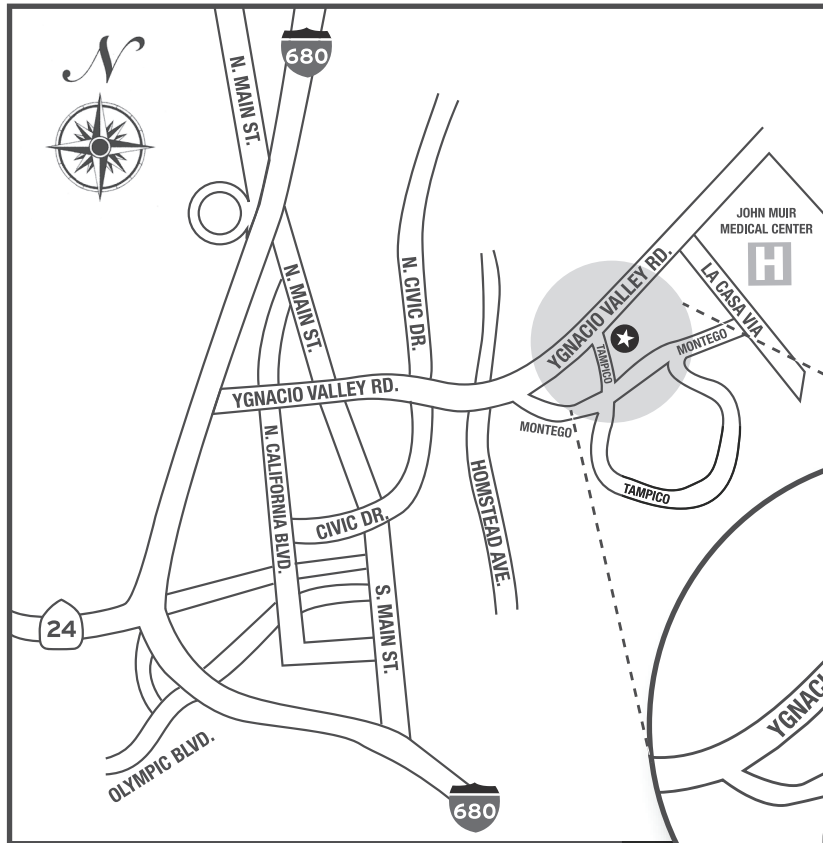 N
680
N. MAIN ST.
JOHN MUIR
MEDICAL CENTER
H
N. MAIN ST.
N. CIVIC DR.
YGNACIO VALLEY RD.
LA CASA VIA
TAMPICO
MONTEGO
YGNACIO VALLEY RD.
MONTEGO
N. CALIFORNIA BLVD.
HOMSTEAD AVE.
TAMPICO
CIVIC DR.
S. MAIN ST.
24
YGNACI
OLYMPIC BLVD.
680